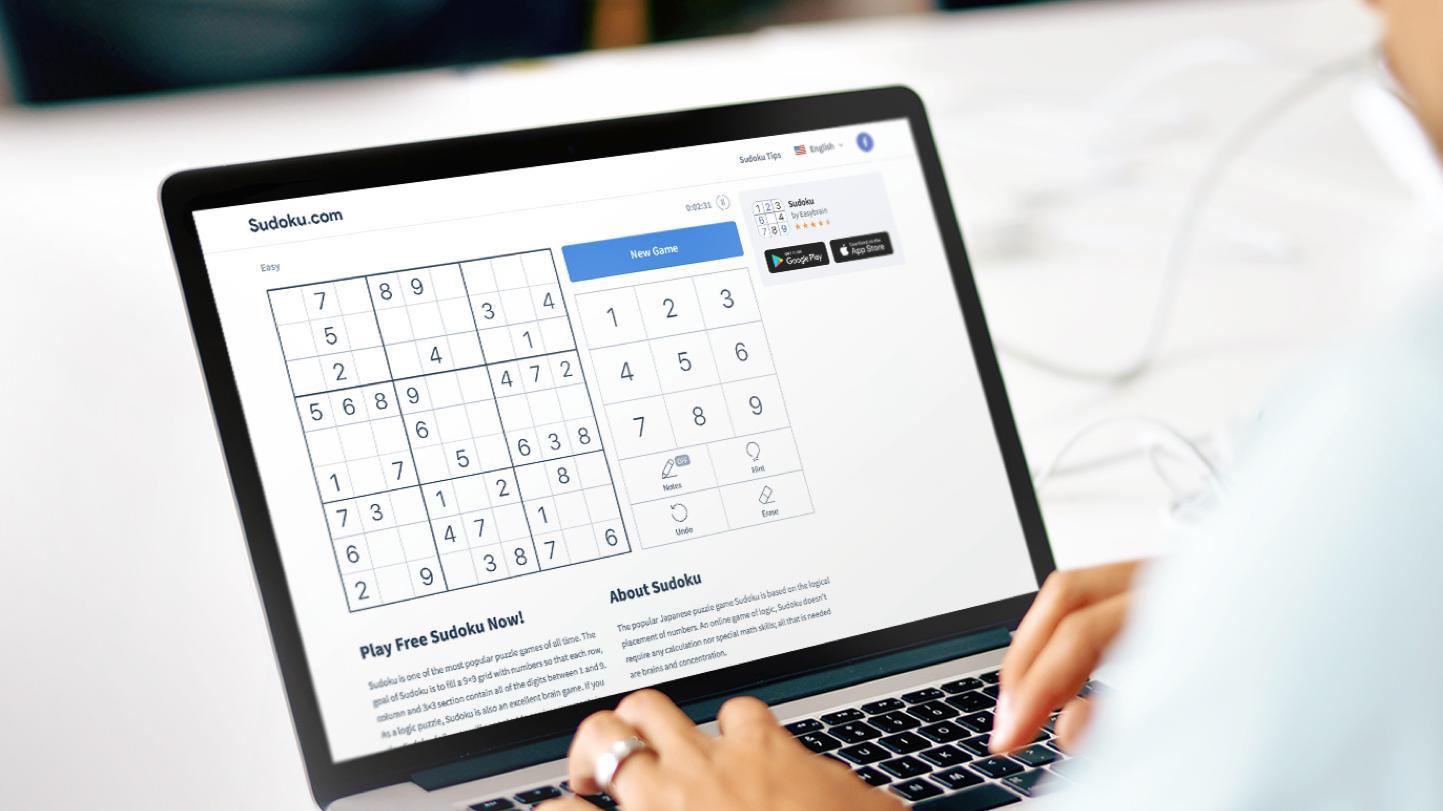 Sudoku.com
Sudoku Tips English
Easy
0:02:31
New Game
Sudoku
by Easybrain
1 2 3
6 4
7 8 9
Google Play
App Store
7 8 9
5 3 4
2 4 1
5 6 8 9 4 7 2
6
1 7 5 6 3 8
7 3 1 2 8
6 4 7 1
2 9 3 8 7 6
1 2 3
4 5 6
7 8 9
OFF
Notes Hint
Undo Erase
Play Free Sudoku Now!
Sudoku is one of the most popular puzzle games of all time. The
goal of Sudoku is to fill a 9×9 grid with numbers so that each row,
column and 3×3 section contain all of the digits between 1 and 9.
As a logic puzzle, Sudoku is also an excellent brain game. If you
About Sudoku
The popular Japanese puzzle game Sudoku is based on the logical
placement of numbers. An online game of logic, Sudoku doesn't
require any calculation nor special math skills; all that is needed
are brains and concentration.